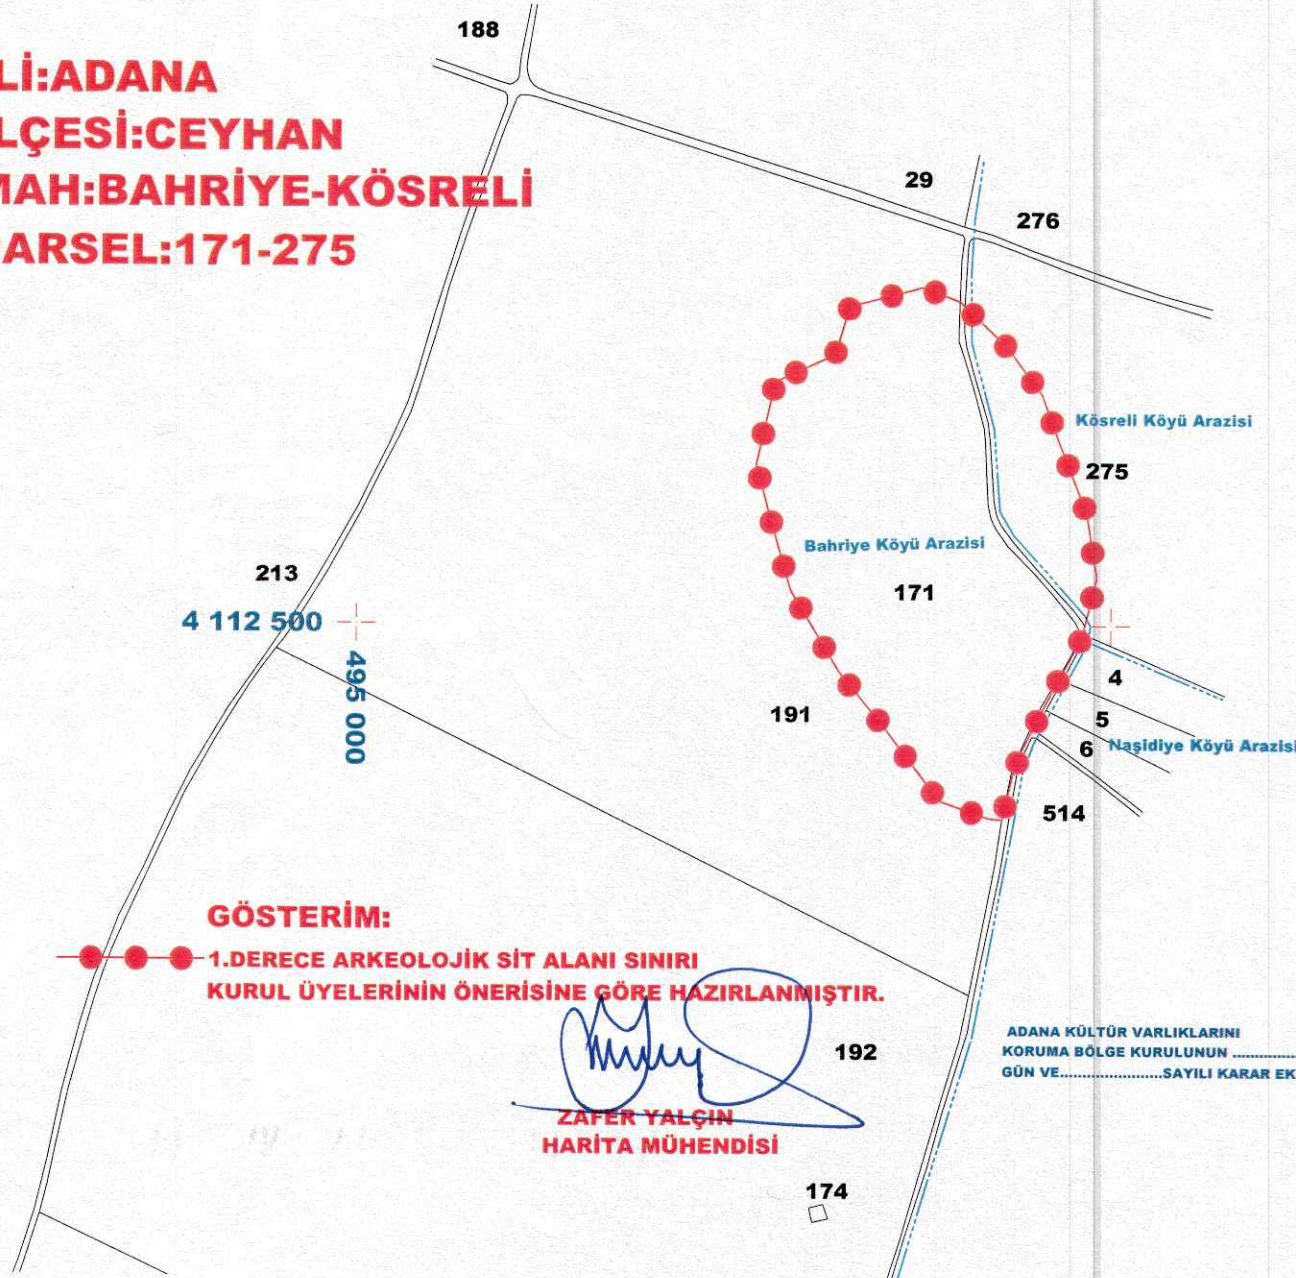 188
Lİ:ADANA
LÇESİ:CEYHAN
MAH:BAHRİYE-KÖSRELİ
ARSEL:171-275
29
276
Kösreli Köyü Arazisi
275
Bahriye Köyü Arazisi
171
213
4 112 500
495 000
4
191
5
6 Naşidiye Köyü Arazisi
514
GÖSTERİM:
1.DERECE ARKEOLOJİK SİT ALANI SINIRI
KURUL ÜYELERİNİN ÖNERİSİNE GÖRE HAZIRLANMIŞTIR.
192
ADANA KÜLTÜR VARLIKLARINI
KORUMA BÖLGE KURULUNUN ..............
GÜN VE......................SAYILI KARAR EK
ZAFER YALÇIN
HARİTA MÜHENDİSİ
174